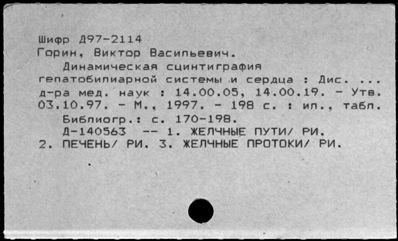 Шифр Д97-2114
Горин, Виктор Васильевич.
Динамическая сцинтиграфия
гепатобилиарной системы и сердца : Дис. ...
д-ра мед. наук : 14.00.05, 14.00.19. - Утв.
03.10.97. - М., 1997. - 198 с. : ил., табл.
Библиогр.: с. 170-198.
Д-140563 -- 1. ЖЕЛЧНЫЕ ПУТИ/ РИ.
2. ПЕЧЕНЬ/ РИ. 3. ЖЕЛЧНЫЕ ПРОТОКИ/ РИ.